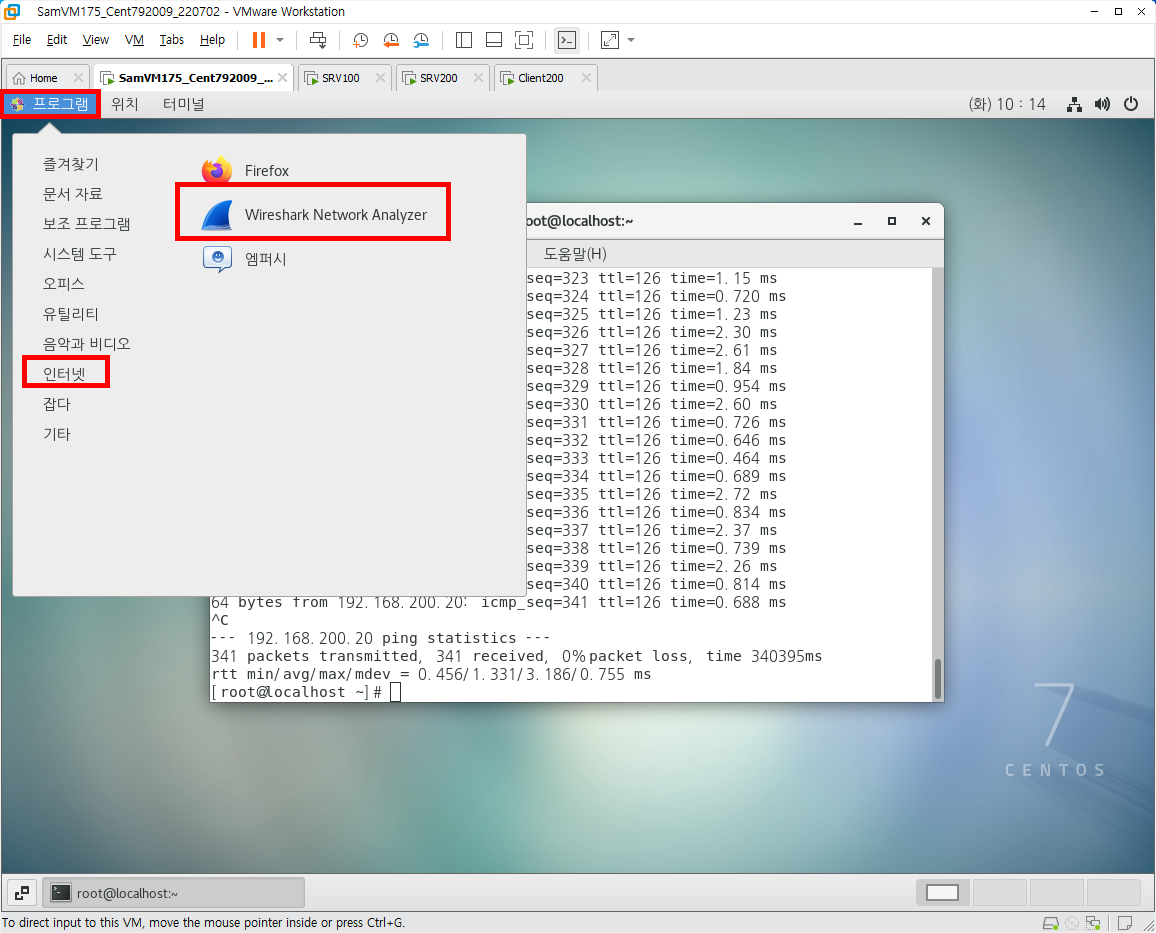 SamVM175_Cent792009_220702 - VMware Workstation
File Edit View VM Tabs Help
Home SamVM175_Cent792009_... SRV100 SRV200 Client200
프로그램 위치 터미널 (화) 10 : 14
즐겨찾기
문서 자료
보조 프로그램
시스템 도구
오피스
유틸리티
음악과 비디오
인터넷
잡다
기타
Firefox
Wireshark Network Analyzer
엠퍼시
oot@localhost:~
도움말(H)
seq=323 ttl=126 time=1.15 ms
seq=324 ttl=126 time=0.720 ms
seq=325 ttl=126 time=1.23 ms
seq=326 ttl=126 time=2.30 ms
seq=327 ttl=126 time=2.61 ms
seq=328 ttl=126 time=1.84 ms
seq=329 ttl=126 time=0.954 ms
seq=330 ttl=126 time=2.60 ms
seq=331 ttl=126 time=0.726 ms
seq=332 ttl=126 time=0.646 ms
seq=333 ttl=126 time=0.464 ms
seq=334 ttl=126 time=0.689 ms
seq=335 ttl=126 time=2.72 ms
seq=336 ttl=126 time=0.834 ms
seq=337 ttl=126 time=2.37 ms
seq=338 ttl=126 time=0.739 ms
seq=339 ttl=126 time=2.26 ms
seq=340 ttl=126 time=0.814 ms
64 bytes from 192.168.200.20: icmp_seq=341 ttl=126 time=0.688 ms
^C
--- 192.168.200.20 ping statistics ---
341 packets transmitted, 341 received, 0% packet loss, time 340395ms
rtt min/avg/max/mdev = 0.456/1.331/3.186/0.755 ms
[root@localhost ~]#
7
CENTOS
root@localhost:~
To direct input to this VM, move the mouse pointer inside or press Ctrl+G.